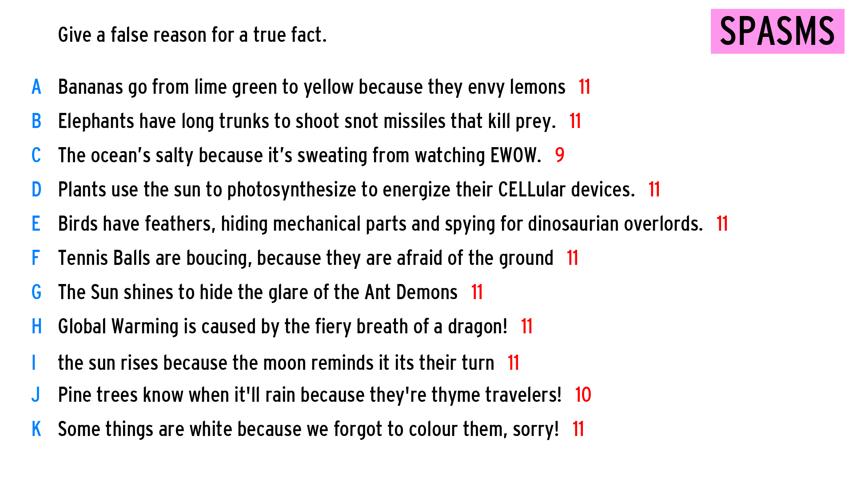 Give a false reason for a true fact.
SPASMS
A Bananas go from lime green to yellow because they envy lemons 11
B Elephants have long trunks to shoot snot missiles that kill prey. 11
C The ocean's salty because it's sweating from watching EWOW. 9
D Plants use the sun to photosynthesize to energize their CELLular devices. 11
E Birds have feathers, hiding mechanical parts and spying for dinosaurian overlords. 11
F Tennis Balls are boucing, because they are afraid of the ground 11
G The Sun shines to hide the glare of the Ant Demons 11
H Global Warming is caused by the fiery breath of a dragon! 11
I the sun rises because the moon reminds it its their turn 11
J Pine trees know when it'll rain because they're thyme travelers! 10
K Some things are white because we forgot to colour them, sorry! 11